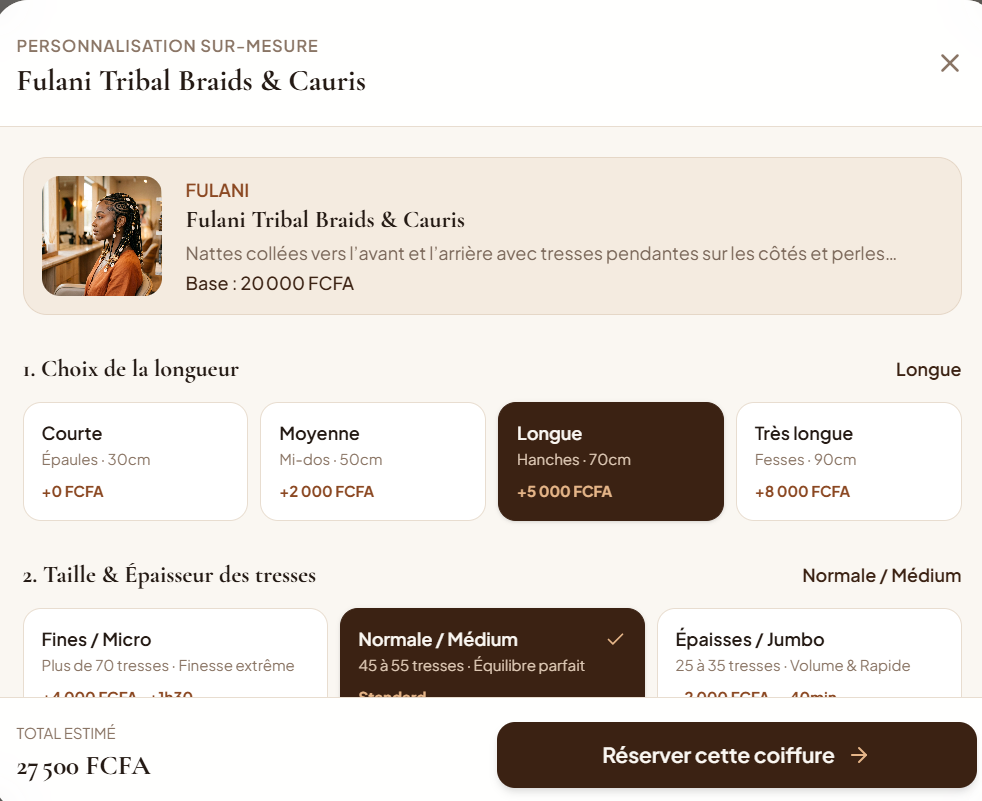 PERSONNALISATION SUR-MESURE
Fulani Tribal Braids & Cauris
FULANI
Fulani Tribal Braids & Cauris
Nattes collées vers l'avant et l'arrière avec tresses pendantes sur les côtés et perles...
Base : 20 000 FCFA
1. Choix de la longueur
Longue
Courte
Épaules · 30cm
+0 FCFA
Moyenne
Mi-dos · 50cm
+2 000 FCFA
Longue
Hanches · 70cm
+5 000 FCFA
Très longue
Fesses · 90cm
+8 000 FCFA
2. Taille & Épaisseur des tresses
Normale / Médium
Fines / Micro
Plus de 70 tresses · Finesse extrême
Normale / Médium
45 à 55 tresses · Équilibre parfait
Standard
Épaisses / Jumbo
25 à 35 tresses · Volume & Rapide
TOTAL ESTIMÉ
27 500 FCFA
Réserver cette coiffure